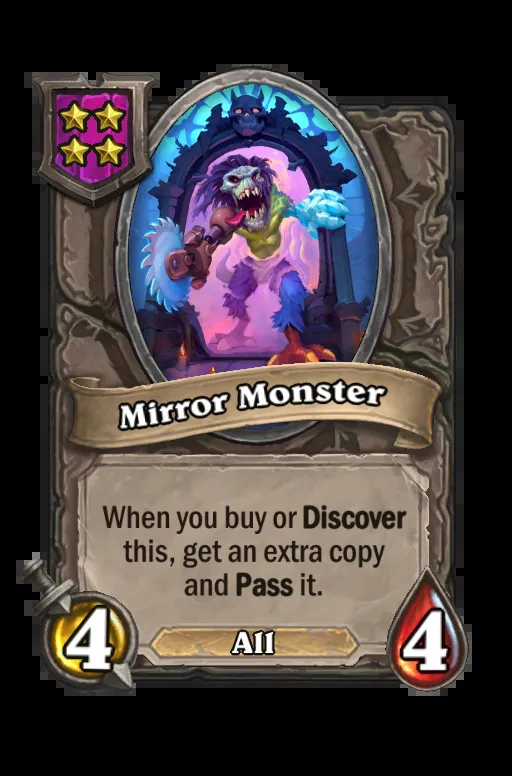 Mirror Monster
When you buy or Discover
this, get an extra copy
and Pass it.
4
All
4